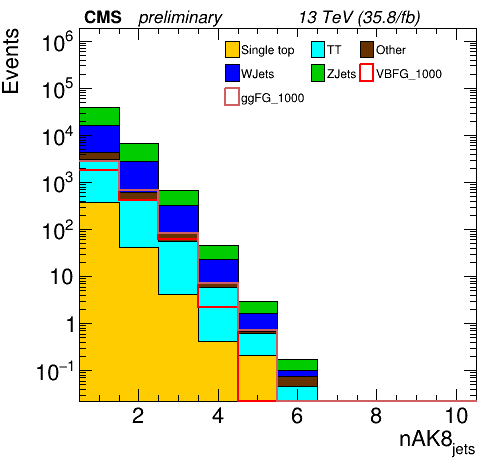 CMS preliminary 13 TeV (35.8/fb)
Events
Single top TT Other
WJets ZJets VBFG_1000
ggFG_1000
10^6
10^5
10^4
10^3
10^2
10
1
10^−1
2 4 6 8 10
nAK8_jets